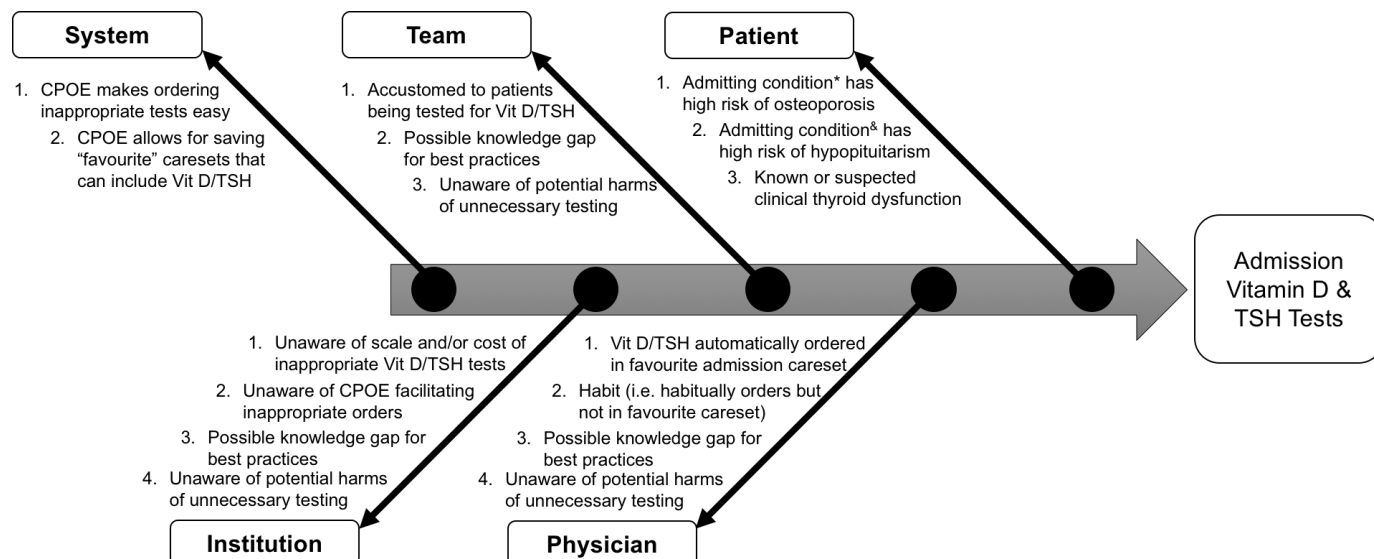 System
1. CPOE makes ordering
inappropriate tests easy
2. CPOE allows for saving
“favourite” caresets that
can include Vit D/TSH
Team
1. Accustomed to patients
being tested for Vit D/TSH
2. Possible knowledge gap
for best practices
3. Unaware of potential harms
of unnecessary testing
Patient
1. Admitting condition* has
high risk of osteoporosis
2. Admitting condition& has
high risk of hypopituitarism
3. Known or suspected
clinical thyroid dysfunction
Admission
Vitamin D &
TSH Tests
1. Unaware of scale and/or cost of
inappropriate Vit D/TSH tests
2. Unaware of CPOE facilitating
inappropriate orders
3. Possible knowledge gap for
best practices
4. Unaware of potential harms
of unnecessary testing
Institution
1. Vit D/TSH automatically ordered
in favourite admission careset
2. Habit (i.e. habitually orders but
not in favourite careset)
3. Possible knowledge gap for
best practices
4. Unaware of potential harms
of unnecessary testing
Physician